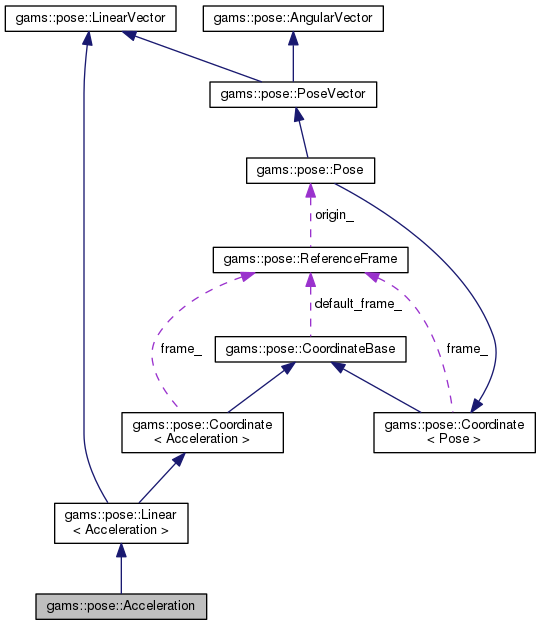 gams::pose::LinearVector
gams::pose::AngularVector
gams::pose::PoseVector
gams::pose::Pose
origin_
gams::pose::ReferenceFrame
default_frame_
frame_
frame_
gams::pose::CoordinateBase
gams::pose::Coordinate
< Acceleration >
gams::pose::Coordinate
< Pose >
gams::pose::Linear
< Acceleration >
gams::pose::Acceleration